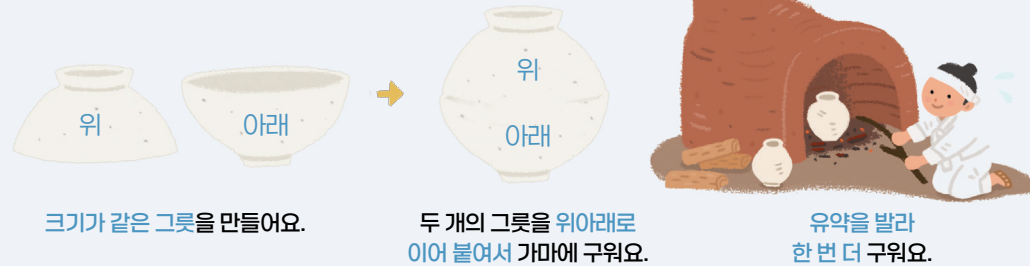 위
아래
위
아래
크기가 같은 그릇을 만들어요.
두 개의 그릇을 위아래로
이어 붙여서 가마에 구워요.
유약을 발라
한 번 더 구워요.